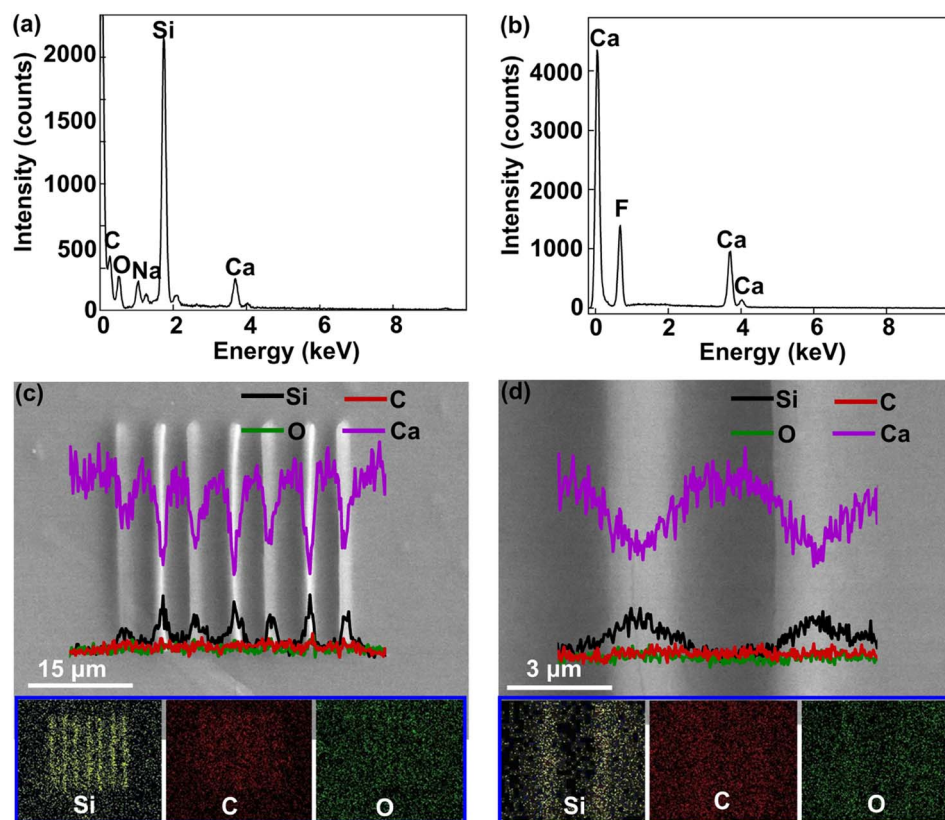 (a)
Si
2000
1500
1000
500
0
C
O
Na
Ca
Intensity (counts)
0 2 4 6 8
Energy (keV)
(b)
Ca
4000
3000
2000
1000
0
F
Ca
Ca
Intensity (counts)
0 2 4 6 8
Energy (keV)
(c)
Si C
O Ca
15 μm
Si C O
(d)
Si C
O Ca
3 μm
Si C O